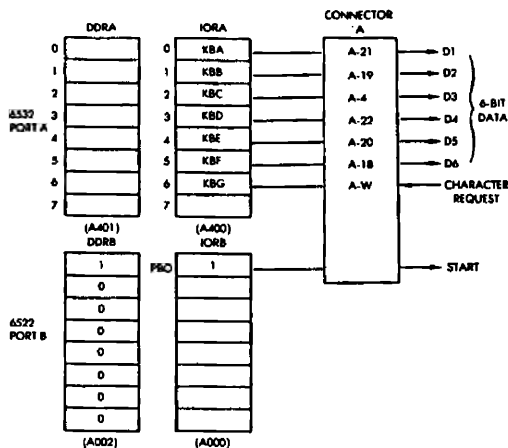 DDRA IORA CONNECTOR 'A
0 0 KBA A-21 D1
1 1 KBB A-19 D2
2 2 KBC A-4 D3
6532 PORT A 3 3 KBD A-22 D4 6-BIT DATA
4 4 KBE A-20 D5
5 5 KBF A-18 D6
6 6 KBG A-W CHARACTER REQUEST
7 7
(A401) (A400)
DDRB IORB
1 PBO 1 START
0
0
6522 PORT B 0
0
0
0
0
(A002) (A000)